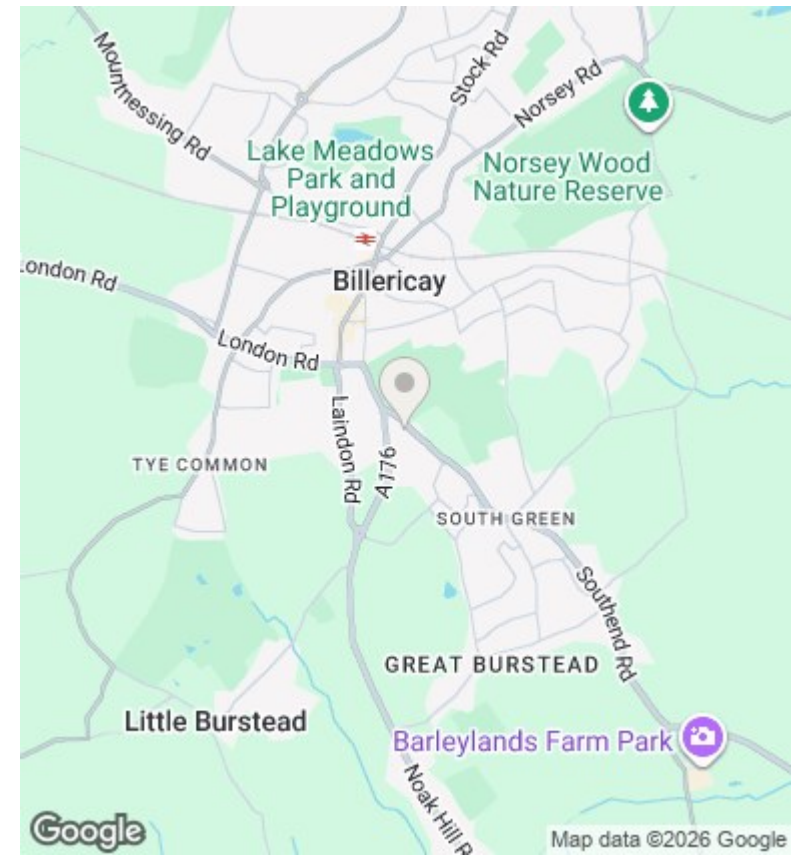 Stock Rd
Mountnessing Rd
Norsey Rd
Lake Meadows
Park and
Playground
Norsey Wood
Nature Reserve
London Rd
Billericay
London Rd
Laindon Rd
A176
TYE COMMON
SOUTH GREEN
Southend Rd
GREAT BURSTEAD
Little Burstead
Barleylands Farm Park
Noak Hill R
Google
Map data ©2026 Google